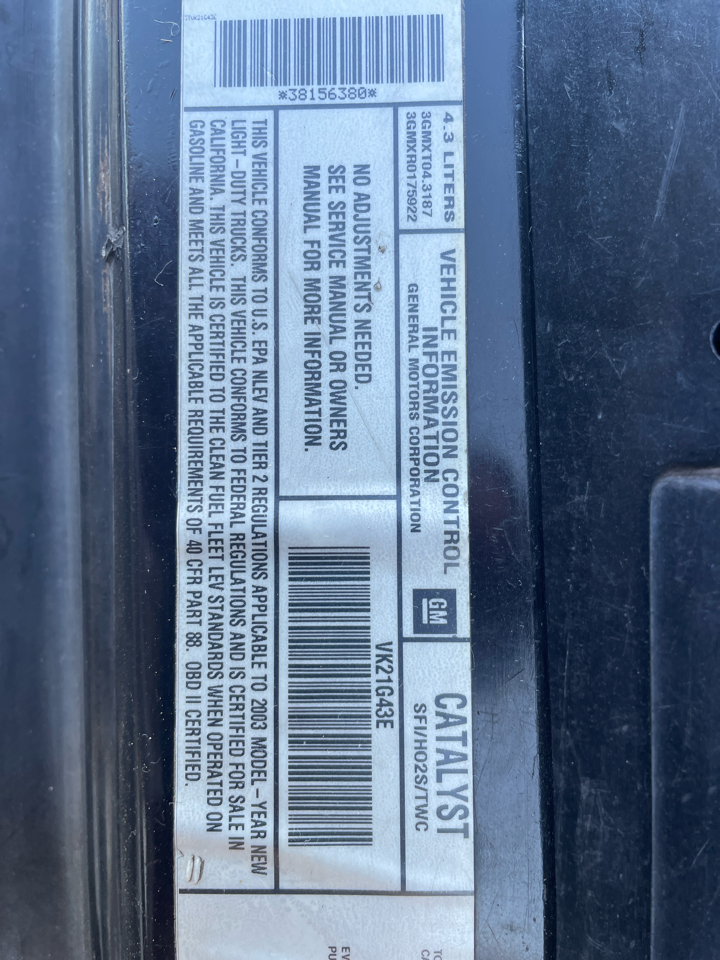 *38156380*
4.3 LITERS
3GMXT04.3187
3GMXR0175922
VEHICLE EMISSION CONTROL
INFORMATION
GENERAL MOTORS CORPORATION
GM
CATALYST
SFI/HO2S/TWC
NO ADJUSTMENTS NEEDED.
SEE SERVICE MANUAL OR OWNERS
MANUAL FOR MORE INFORMATION.
VK21G43E
THIS VEHICLE CONFORMS TO U.S. EPA NLEV AND TIER 2 REGULATIONS APPLICABLE TO 2003 MODEL-YEAR NEW
LIGHT-DUTY TRUCKS. THIS VEHICLE CONFORMS TO FEDERAL REGULATIONS AND IS CERTIFIED FOR SALE IN
CALIFORNIA. THIS VEHICLE IS CERTIFIED TO THE CLEAN FUEL FLEET LEV STANDARDS WHEN OPERATED ON
GASOLINE AND MEETS ALL THE APPLICABLE REQUIREMENTS OF 40 CFR PART 88. OBD II CERTIFIED.